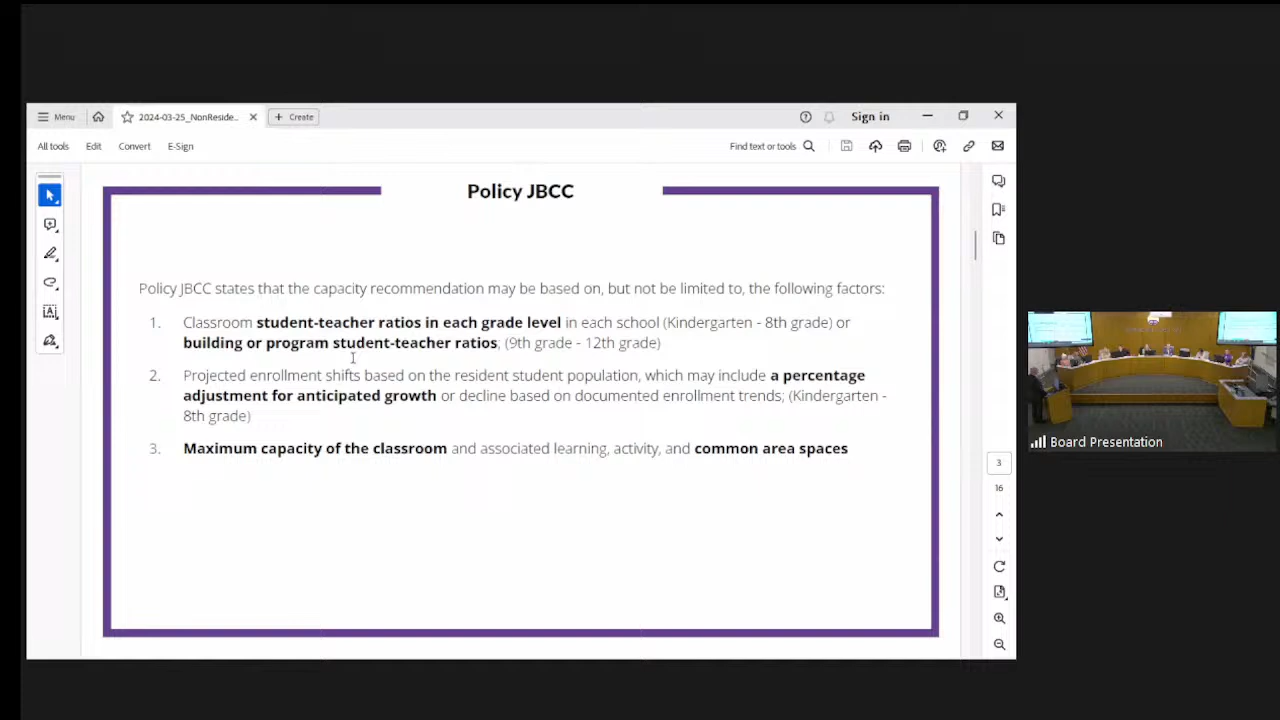 Menu
2024-03-25_NonReside...
Create
Sign in
All tools
Edit
Convert
E-Sign
Find text or tools
Policy JBCC
Policy JBCC states that the capacity recommendation may be based on, but not be limited to, the following factors:
1. Classroom student-teacher ratios in each grade level in each school (Kindergarten - 8th grade) or
building or program student-teacher ratios; (9th grade - 12th grade)
2. Projected enrollment shifts based on the resident student population, which may include a percentage
adjustment for anticipated growth or decline based on documented enrollment trends; (Kindergarten -
8th grade)
3. Maximum capacity of the classroom and associated learning, activity, and common area spaces
3
16
Board Presentation